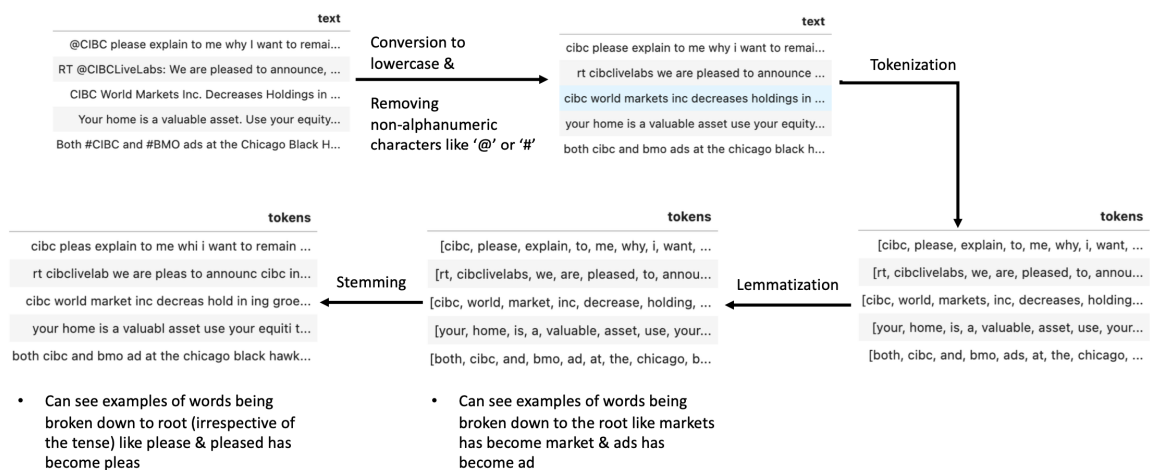 text
@CIBC please explain to me why I want to remai...
RT @CIBCLiveLabs: We are pleased to announce, ...
CIBC World Markets Inc. Decreases Holdings in ...
Your home is a valuable asset. Use your equity...
Both #CIBC and #BMO ads at the Chicago Black H...
Conversion to
lowercase &
Removing
non-alphanumeric
characters like ‘@’ or ‘#’
text
cibc please explain to me why i want to remai...
rt cibclivelabs we are pleased to announce ...
cibc world markets inc decreases holdings in ...
your home is a valuable asset use your equity...
both cibc and bmo ads at the chicago black h...
Tokenization
tokens
[cibc, please, explain, to, me, why, i, want, ...
[rt, cibclivelabs, we, are, pleased, to, annou...
[cibc, world, markets, inc, decreases, holding...
[your, home, is, a, valuable, asset, use, your...
[both, cibc, and, bmo, ads, at, the, chicago, ...
Lemmatization
tokens
[cibc, please, explain, to, me, why, i, want, ...
[rt, cibclivelabs, we, are, pleased, to, annou...
[cibc, world, market, inc, decrease, holding, ...
[your, home, is, a, valuable, asset, use, your...
[both, cibc, and, bmo, ad, at, the, chicago, b...
• Can see examples of words being
broken down to the root like markets
has become market & ads has
become ad
Stemming
tokens
cibc pleas explain to me whi i want to remain ...
rt cibclivelab we are pleas to announc cibc in...
cibc world market inc decreas hold in ing groe...
your home is a valuabl asset use your equiti t...
both cibc and bmo ad at the chicago black hawk...
• Can see examples of words being
broken down to root (irrespective of
the tense) like please & pleased has
become pleas